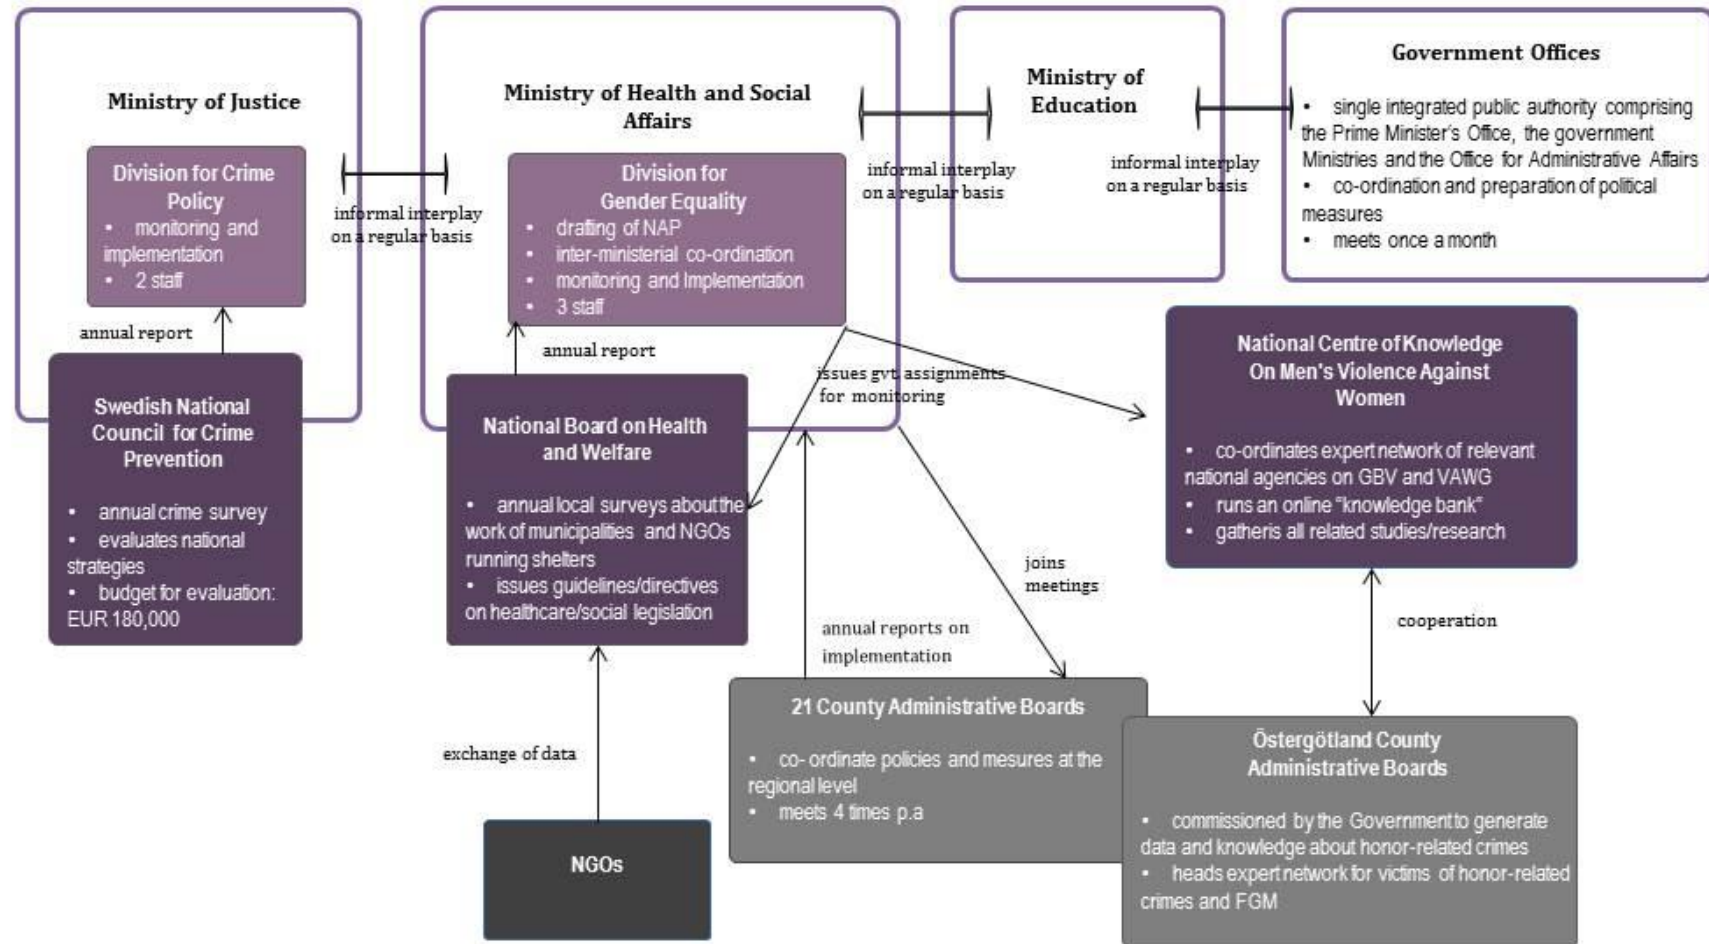 Ministry of Justice
Division for Crime
Policy
• monitoring and
implementation
• 2 staff
annual report
Swedish National
Council for Crime
Prevention
• annual crime survey
• evaluates national
strategies
• budget for evaluation:
EUR 180,000
informal interplay
on a regular basis
Ministry of Health and Social
Affairs
Division for
Gender Equality
• drafting of NAP
• inter-ministerial co-ordination
• monitoring and Implementation
• 3 staff
annual report
issues gvt. assignments
for monitoring
National Board on Health
and Welfare
• annual local surveys about the
work of municipalities and NGOs
running shelters
• issues guidelines/directives
on healthcare/social legislation
exchange of data
NGOs
informal interplay
on a regular basis
Ministry of
Education
informal interplay
on a regular basis
Government Offices
• single integrated public authority comprising
the Prime Minister's Office, the government
Ministries and the Office for Administrative Affairs
• co-ordination and preparation of political
measures
• meets once a month
National Centre of Knowledge
On Men's Violence Against
Women
• co-ordinates expert network of relevant
national agencies on GBV and VAWG
• runs an online "knowledge bank"
• gatheris all related studies/research
joins
meetings
annual reports on
implementation
cooperation
21 County Administrative Boards
• co- ordinate policies and mesures at the
regional level
• meets 4 times p.a
Östergötland County
Administrative Boards
• commissioned by the Government to generate
data and knowledge about honor-related crimes
• heads expert network for victims of honor-related
crimes and FGM